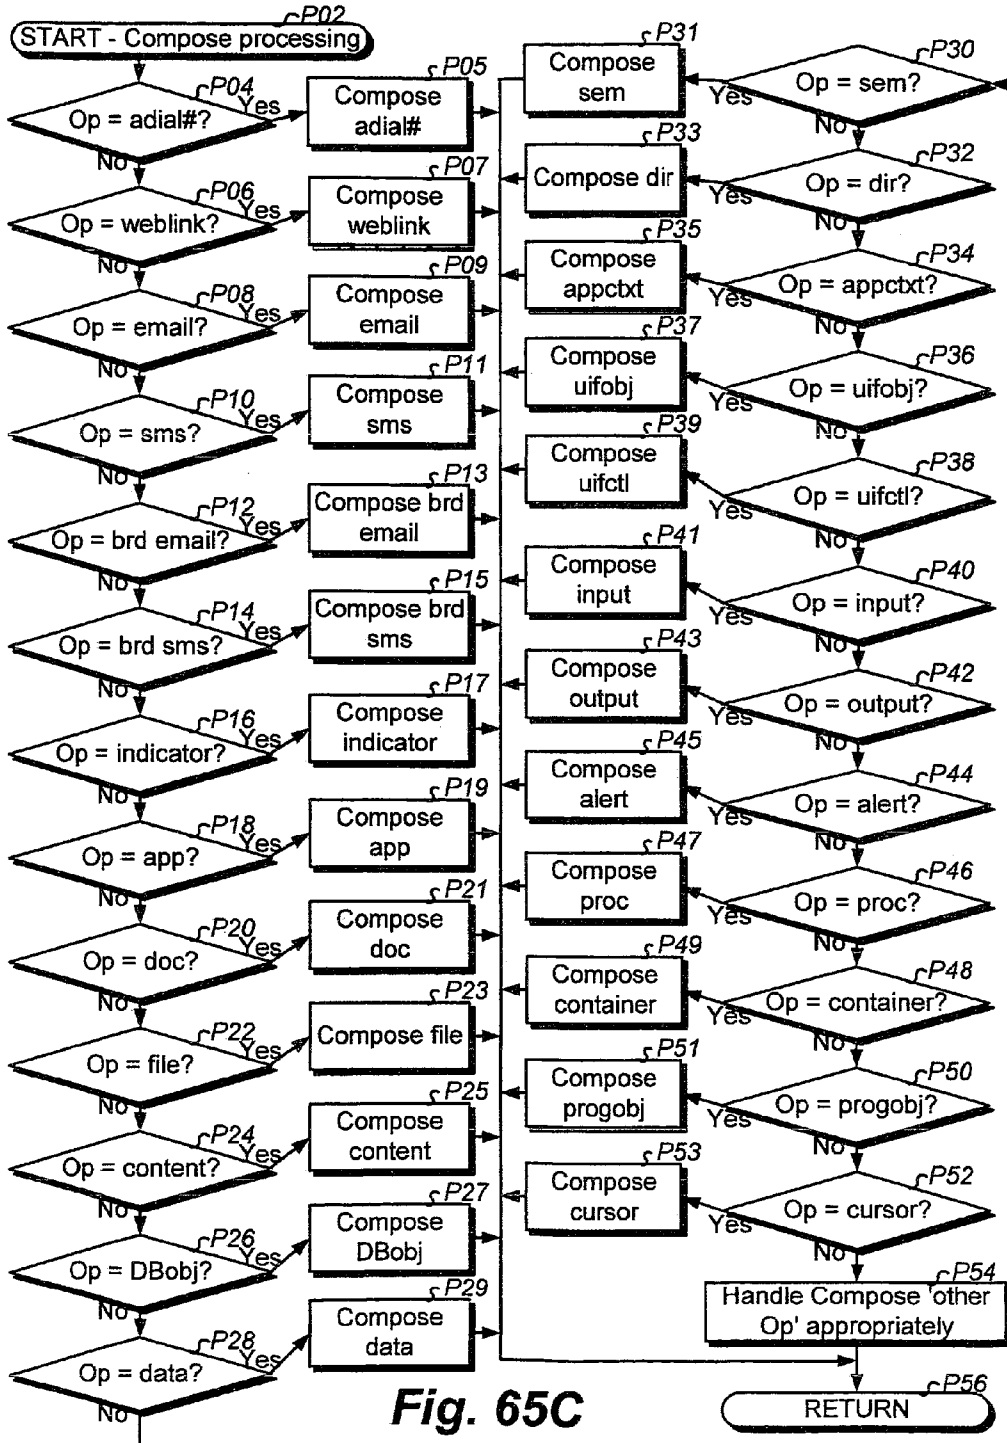 P02
START - Compose processing
P04
Op = adial#?
Yes
No
P05
Compose
adial#
P06
Op = weblink?
Yes
No
P07
Compose
weblink
P08
Op = email?
Yes
No
P09
Compose
email
P10
Op = sms?
Yes
No
P11
Compose
sms
P12
Op = brd email?
Yes
No
P13
Compose brd
email
P14
Op = brd sms?
Yes
No
P15
Compose brd
sms
P16
Op = indicator?
Yes
No
P17
Compose
indicator
P18
Op = app?
Yes
No
P19
Compose
app
P20
Op = doc?
Yes
No
P21
Compose
doc
P22
Op = file?
Yes
No
P23
Compose file
P24
Op = content?
Yes
No
P25
Compose
content
P26
Op = DBobj?
Yes
No
P27
Compose
DBobj
P28
Op = data?
Yes
No
P29
Compose
data
P30
Op = sem?
Yes
No
P31
Compose
sem
P32
Op = dir?
Yes
No
P33
Compose dir
P34
Op = appctxt?
Yes
No
P35
Compose
appctxt
P36
Op = uifobj?
Yes
No
P37
Compose
uifobj
P38
Op = uifctl?
Yes
No
P39
Compose
uifctl
P40
Op = input?
Yes
No
P41
Compose
input
P42
Op = output?
Yes
No
P43
Compose
output
P44
Op = alert?
Yes
No
P45
Compose
alert
P46
Op = proc?
Yes
No
P47
Compose
proc
P48
Op = container?
Yes
No
P49
Compose
container
P50
Op = progobj?
Yes
No
P51
Compose
progobj
P52
Op = cursor?
Yes
No
P53
Compose
cursor
P54
Handle Compose 'other
Op' appropriately
P56
RETURN
Fig. 65C